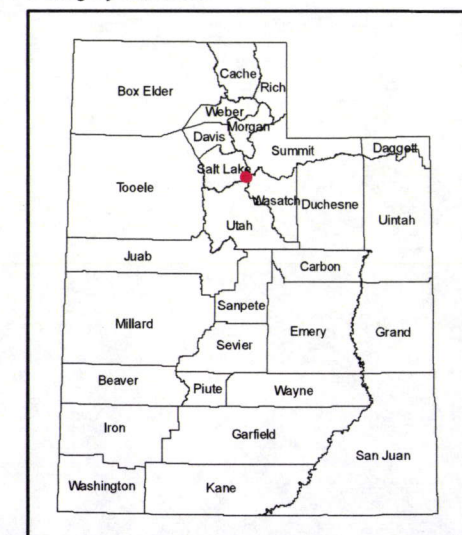 Cache
Rich
Box Elder
Weber
Morgan
Davis
Summit
Daggett
Salt Lake
Tooele
Wasatch
Duchesne
Uintah
Utah
Juab
Carbon
Sanpete
Millard
Emery
Grand
Sevier
Beaver
Piute
Wayne
Iron
Garfield
San Juan
Washington
Kane